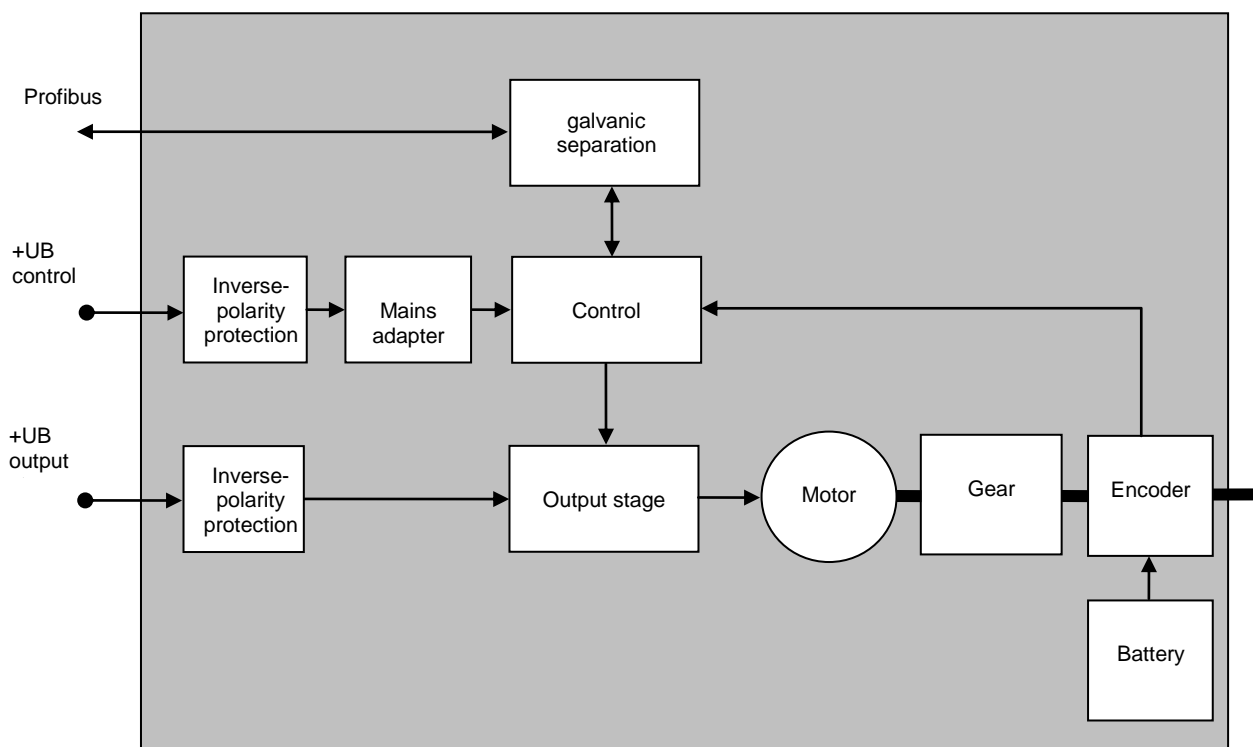 Profibus
galvanic
separation
+UB
control
Inverse-
polarity
protection
Mains
adapter
Control
+UB
output
Inverse-
polarity
protection
Output stage
Motor
Gear
Encoder
Battery